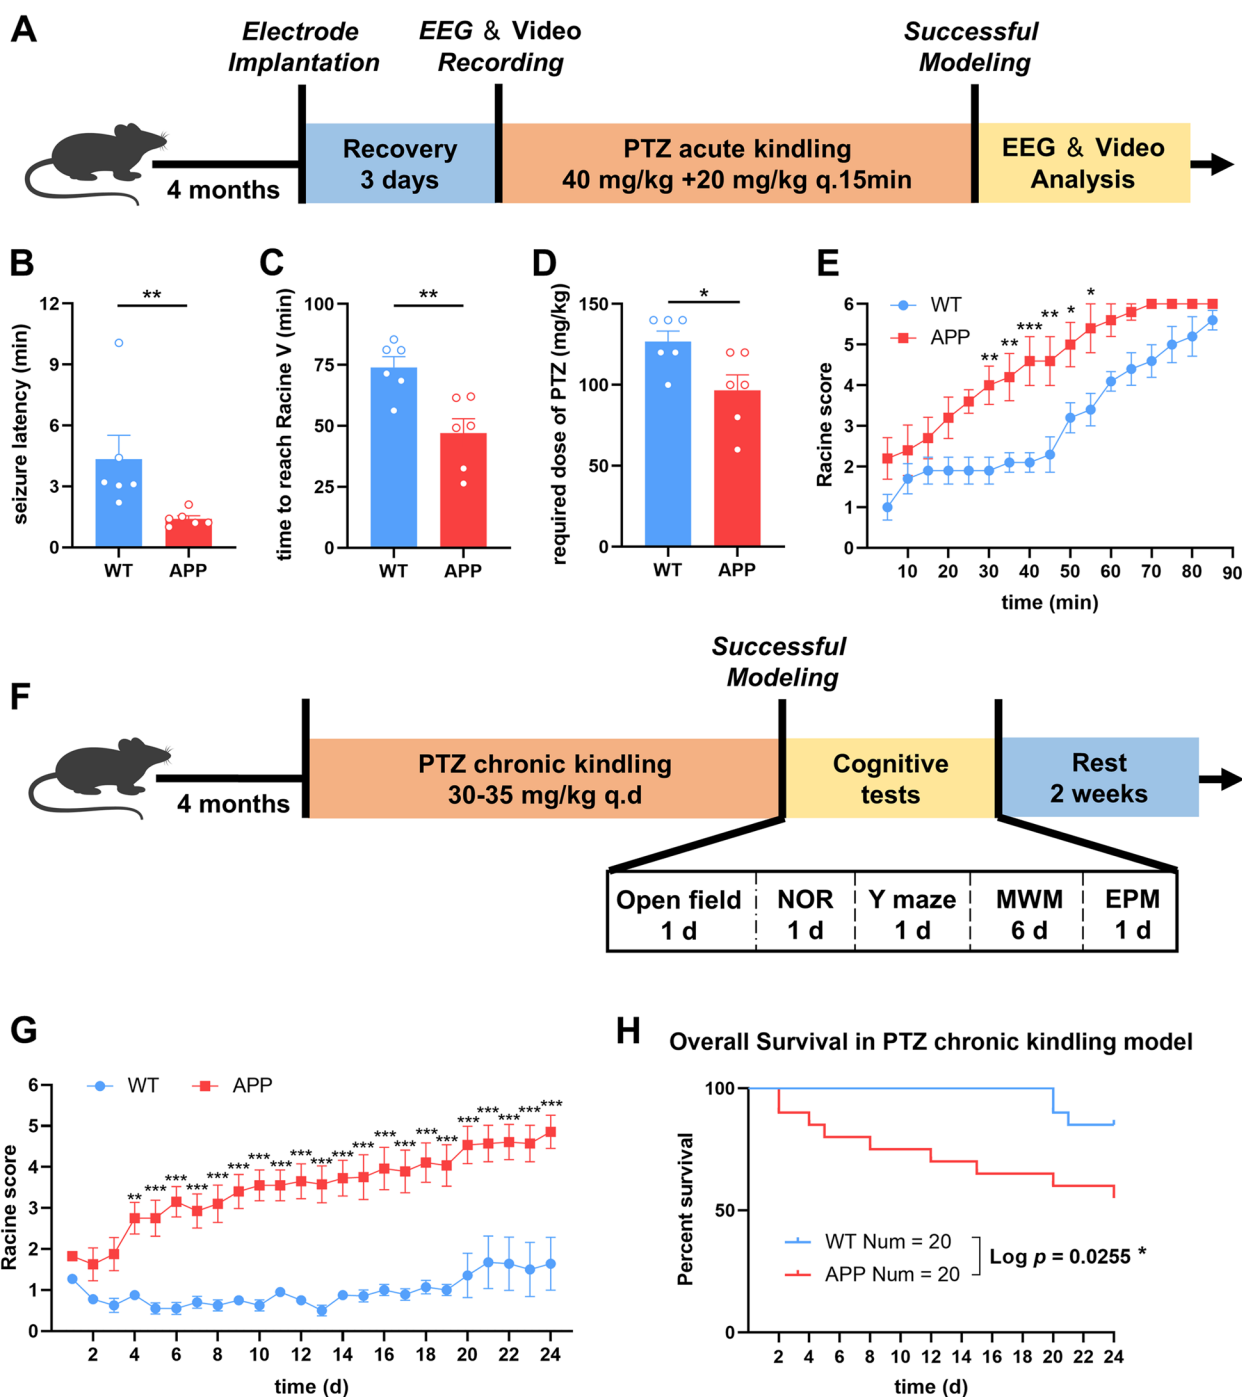 A
Electrode
Implantation
EEG & Video
Recording
Successful
Modeling
4 months
Recovery
3 days
PTZ acute kindling
40 mg/kg +20 mg/kg q.15min
EEG & Video
Analysis
B
seizure latency (min)
12
9
6
3
0
**
WT
APP
C
time to reach Racine V (min)
100
75
50
25
0
**
WT
APP
D
required dose of PTZ (mg/kg)
150
100
50
0
*
WT
APP
E
Racine score
6
5
4
3
2
1
0
WT
APP
** ** *** ** * *
10 20 30 40 50 60 70 80 90
time (min)
F
Successful
Modeling
4 months
PTZ chronic kindling
30-35 mg/kg q.d
Cognitive
tests
Rest
2 weeks
Open field
1 d
NOR
1 d
Y maze
1 d
MWM
6 d
EPM
1 d
G
Racine score
6
5
4
3
2
1
0
WT
APP
** *** *** *** *** *** *** *** *** *** *** *** *** *** *** *** *** *** *** *** ***
2 4 6 8 10 12 14 16 18 20 22 24
time (d)
H
Overall Survival in PTZ chronic kindling model
Percent survival
100
50
0
WT Num = 20
APP Num = 20
Log p = 0.0255 *
2 4 6 8 10 12 14 16 18 20 22 24
time (d)